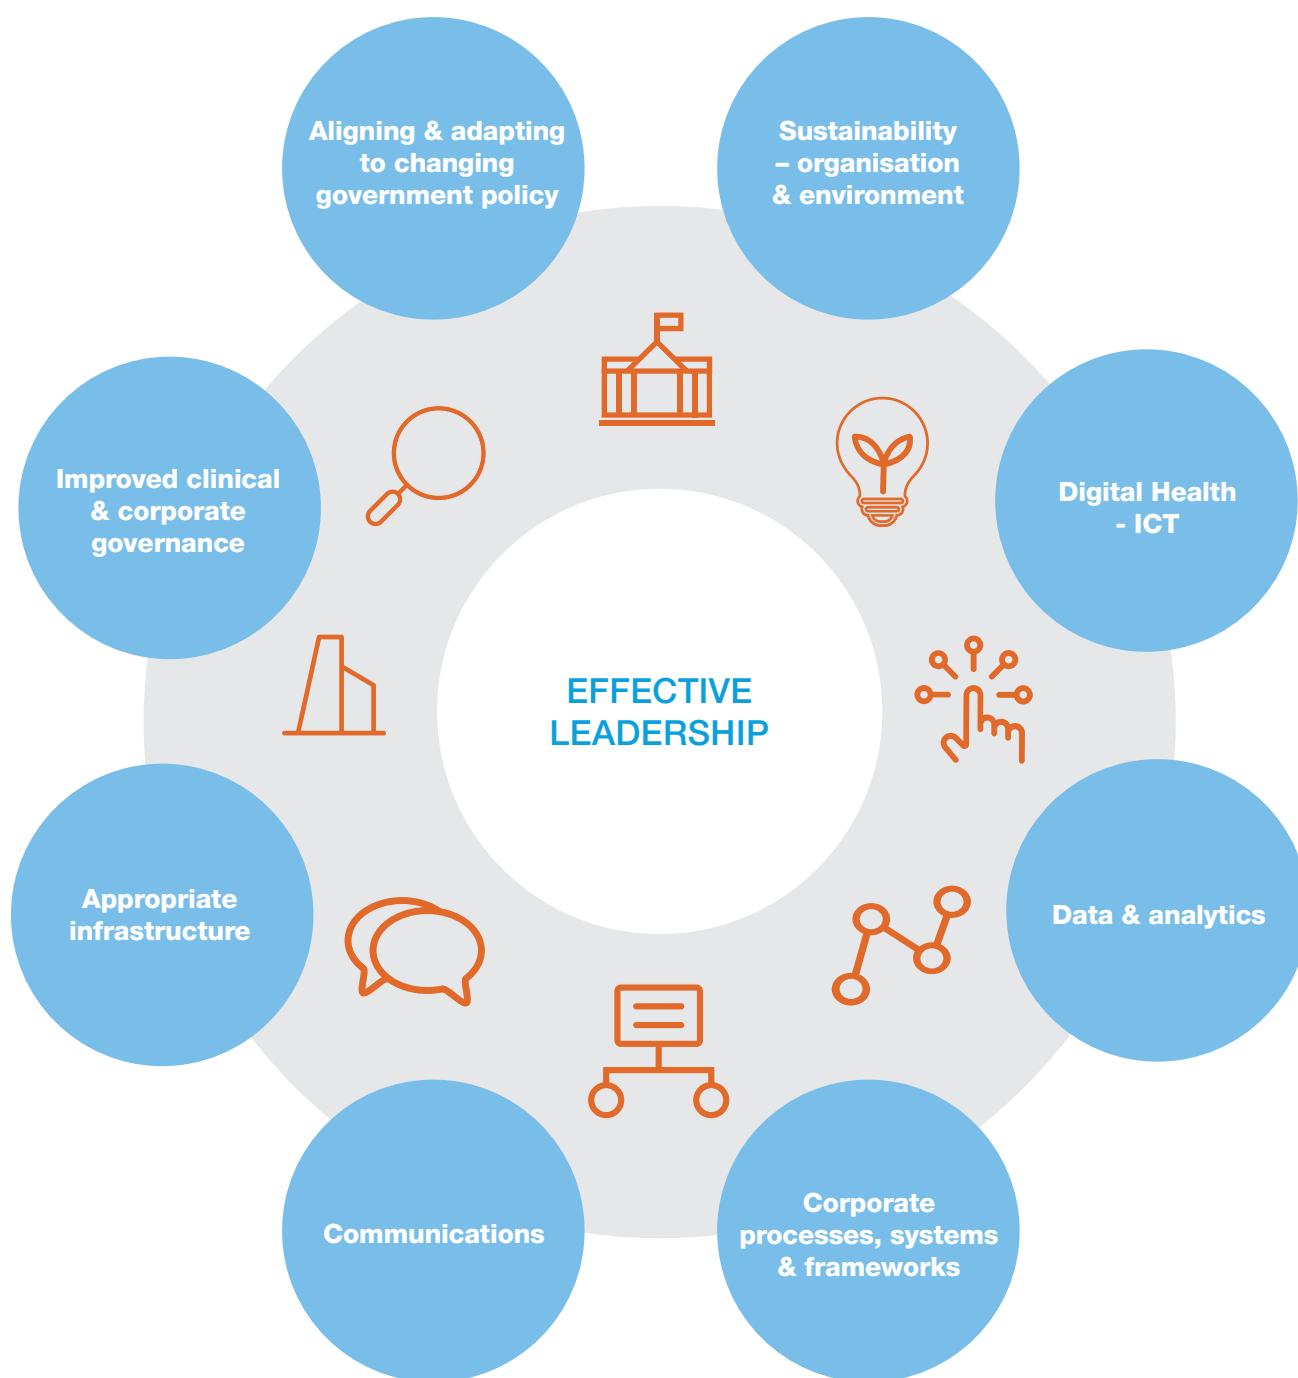 Aligning & adapting
to changing
government policy
Sustainability
– organisation
& environment
Improved clinical
& corporate
governance
Digital Health
- ICT
EFFECTIVE
LEADERSHIP
Appropriate
infrastructure
Data & analytics
Communications
Corporate
processes, systems
& frameworks